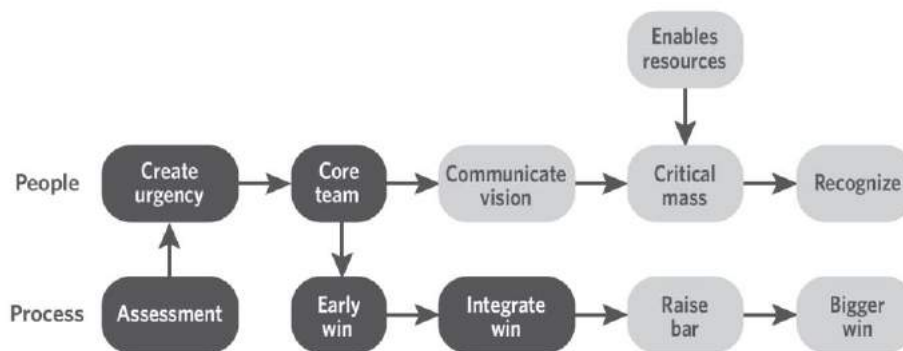 Enables
resources
People
Create
urgency
Core
team
Communicate
vision
Critical
mass
Recognize
Process
Assessment
Early
win
Integrate
win
Raise
bar
Bigger
win